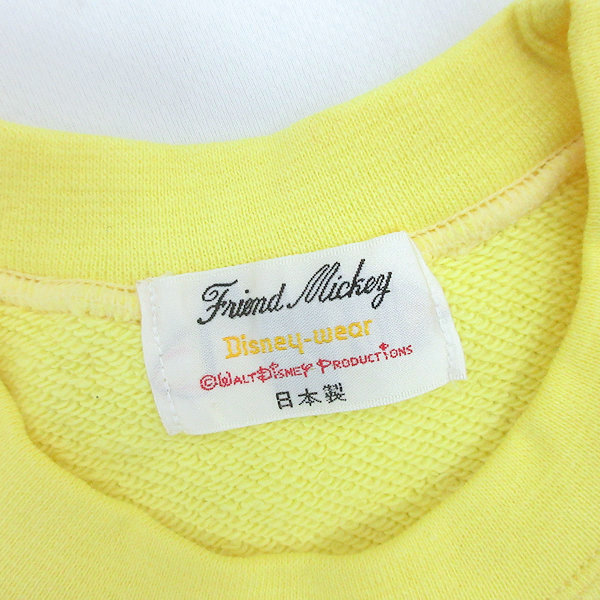 Friend Mickey
Disney-wear
©WALT DISNEY PRODUCTIONS
日本製